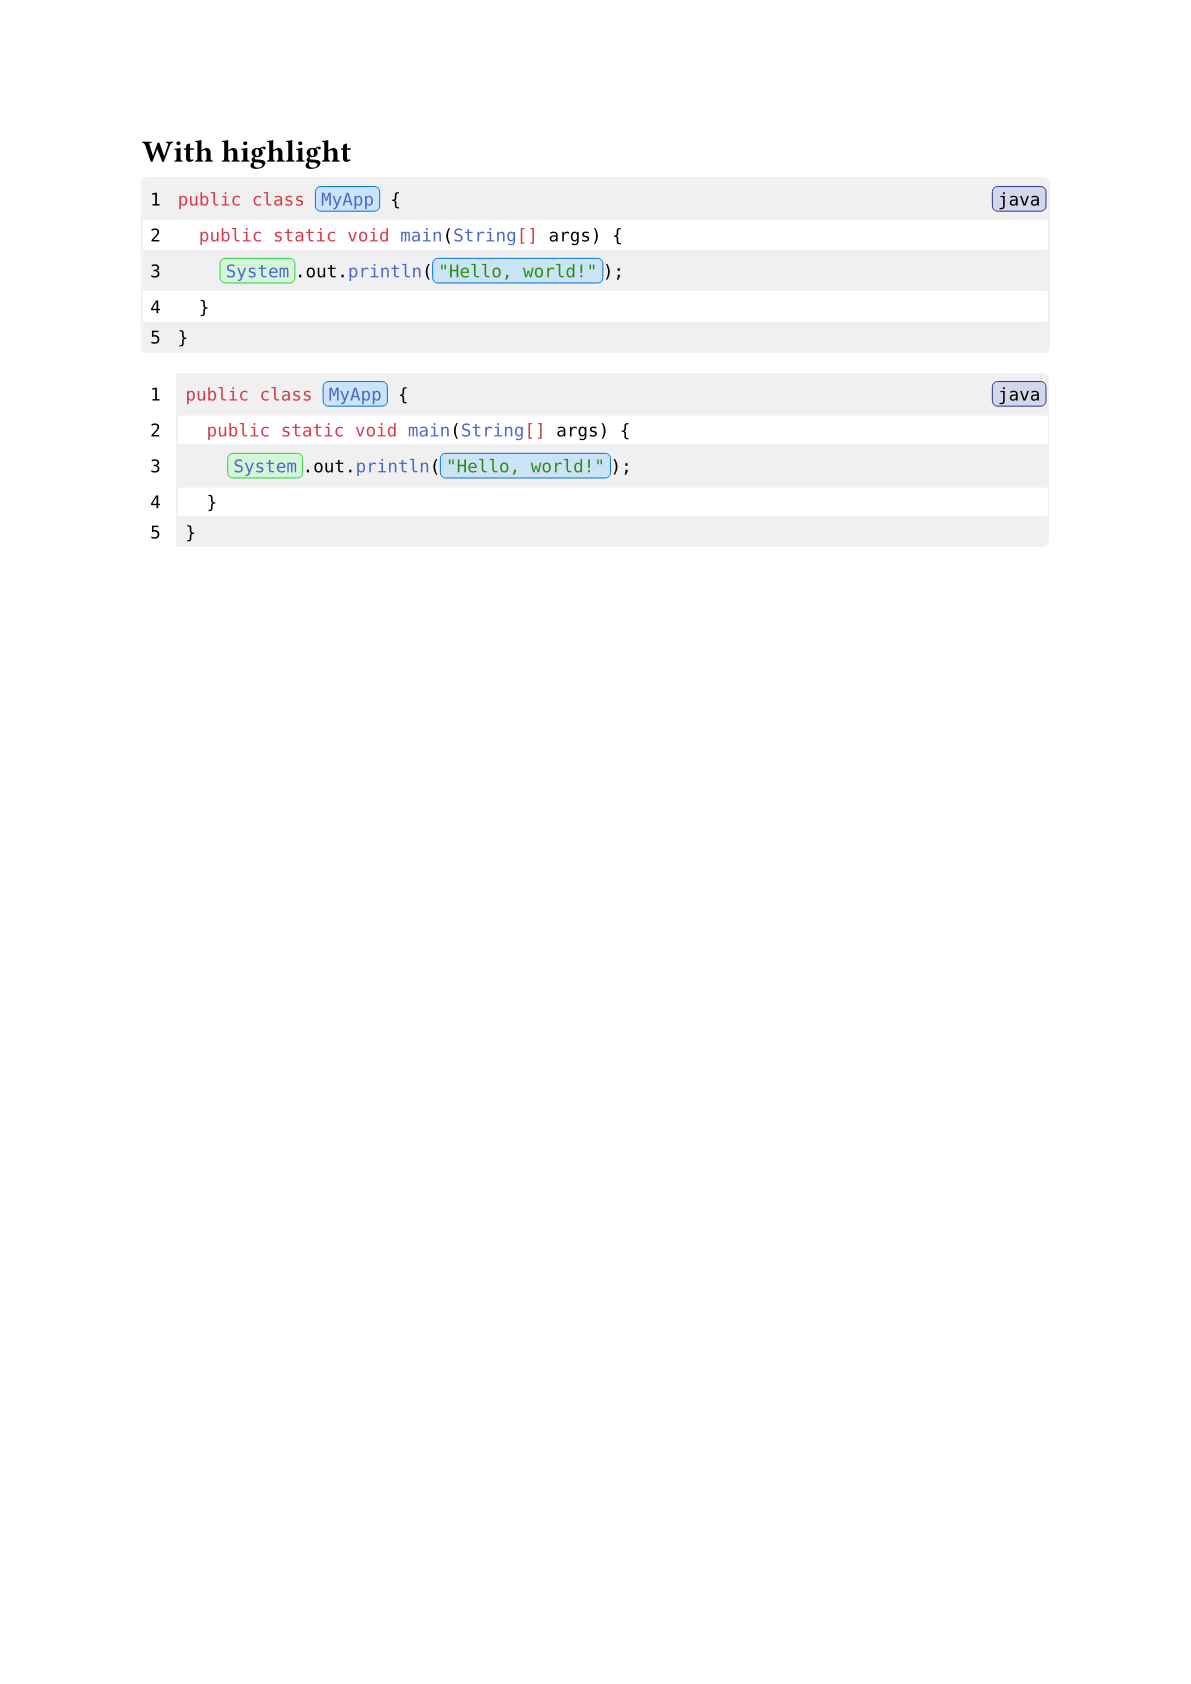 With highlight
1 public class MyApp { java
2   public static void main(String[] args) {
3     System.out.println("Hello, world!");
4   }
5 }
1 public class MyApp { java
2   public static void main(String[] args) {
3     System.out.println("Hello, world!");
4   }
5 }